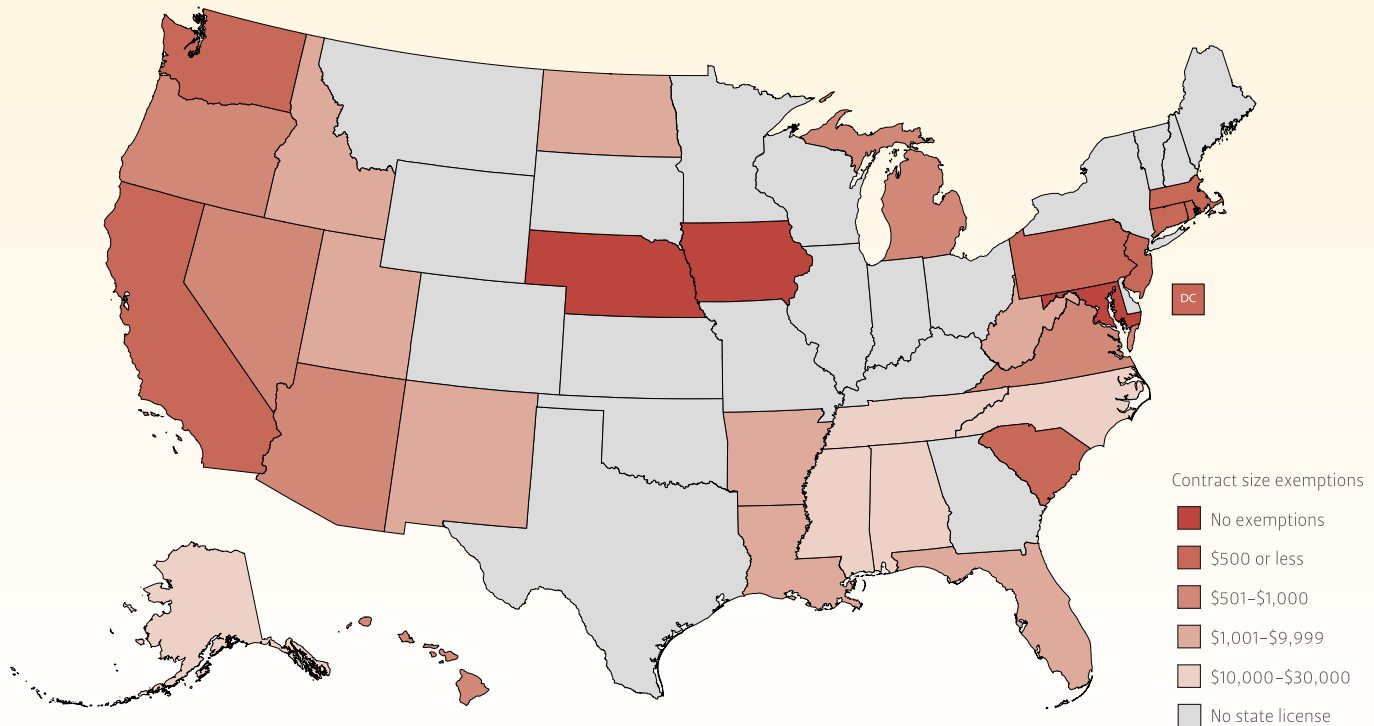 DC
Contract size exemptions
No exemptions
$500 or less
$501–$1,000
$1,001–$9,999
$10,000–$30,000
No state license